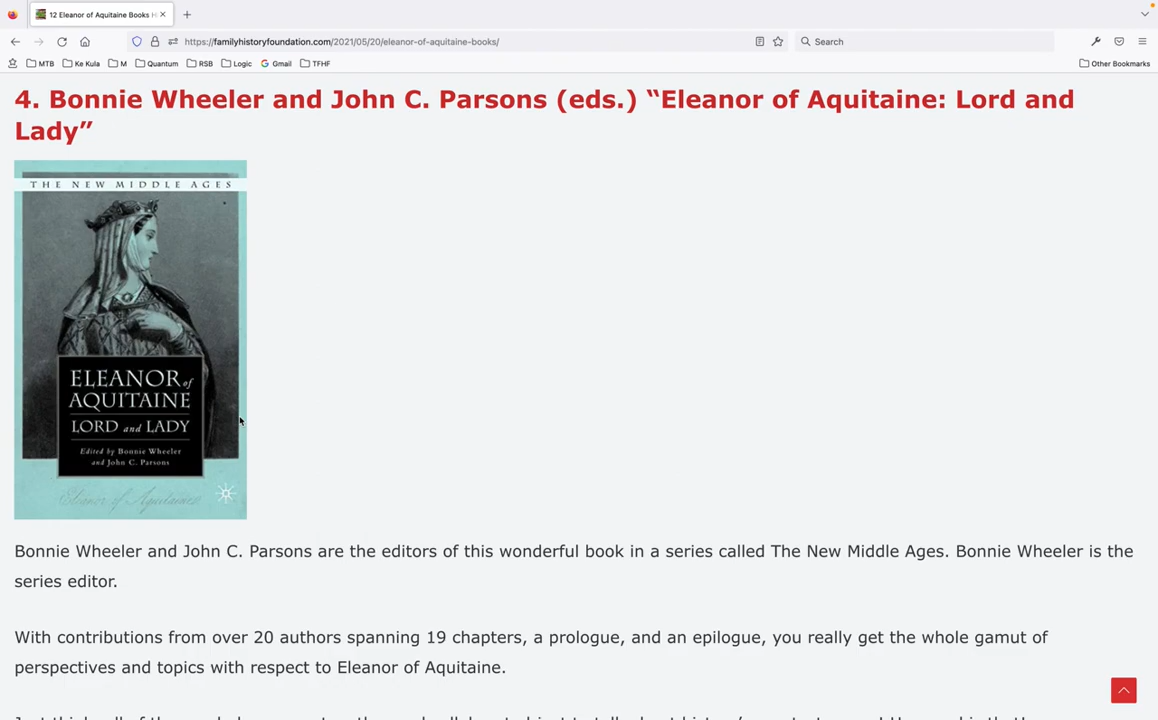 12 Eleanor of Aquitaine Books
https://familyhistoryfoundation.com/2021/05/20/eleanor-of-aquitaine-books/
Search
MTB
Ke Kula
M
Quantum
RSB
Logic
Gmail
TFHF
Other Bookmarks
4. Bonnie Wheeler and John C. Parsons (eds.) “Eleanor of Aquitaine: Lord and
Lady”
THE NEW MIDDLE AGES
ELEANOR of
AQUITAINE
LORD and LADY
Edited by Bonnie Wheeler
and John C. Parsons
Eleanor of Aquitaine
Bonnie Wheeler and John C. Parsons are the editors of this wonderful book in a series called The New Middle Ages. Bonnie Wheeler is the
series editor.
With contributions from over 20 authors spanning 19 chapters, a prologue, and an epilogue, you really get the whole gamut of
perspectives and topics with respect to Eleanor of Aquitaine.